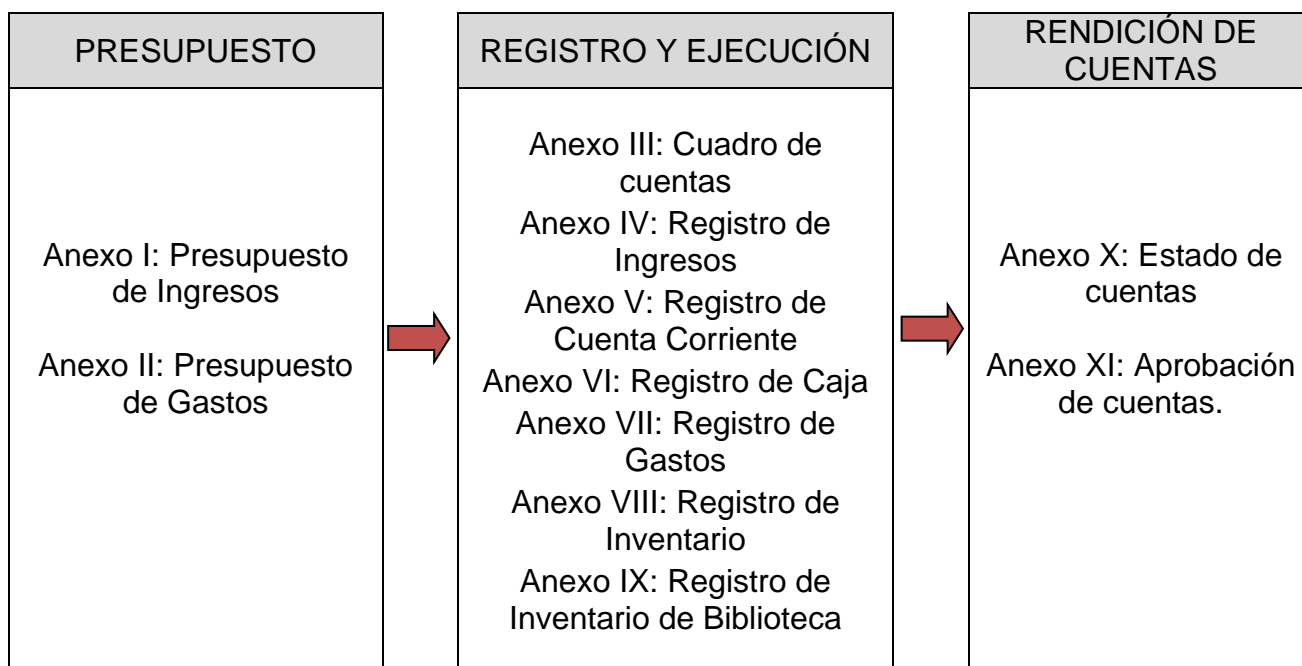 PRESUPUESTO
Anexo I: Presupuesto
de Ingresos
Anexo II: Presupuesto
de Gastos
REGISTRO Y EJECUCIÓN
Anexo III: Cuadro de
cuentas
Anexo IV: Registro de
Ingresos
Anexo V: Registro de
Cuenta Corriente
Anexo VI: Registro de Caja
Anexo VII: Registro de
Gastos
Anexo VIII: Registro de
Inventario
Anexo IX: Registro de
Inventario de Biblioteca
RENDICIÓN DE
CUENTAS
Anexo X: Estado de
cuentas
Anexo XI: Aprobación
de cuentas.